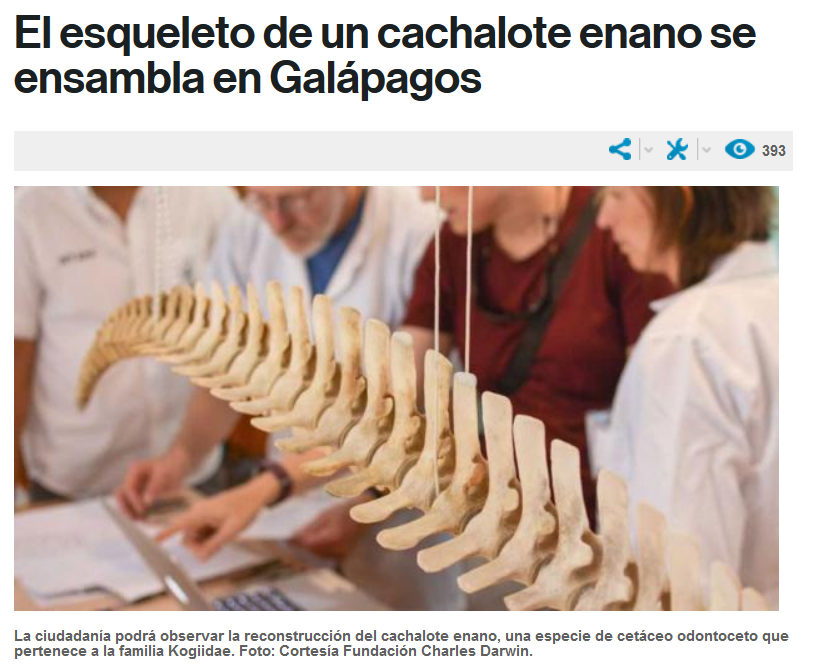 El esqueleto de un cachalote enano se
ensambla en Galápagos
393
La ciudadanía podrá observar la reconstrucción del cachalote enano, una especie de cetáceo odontoceto que
pertenece a la familia Kogiidae. Foto: Cortesía Fundación Charles Darwin.